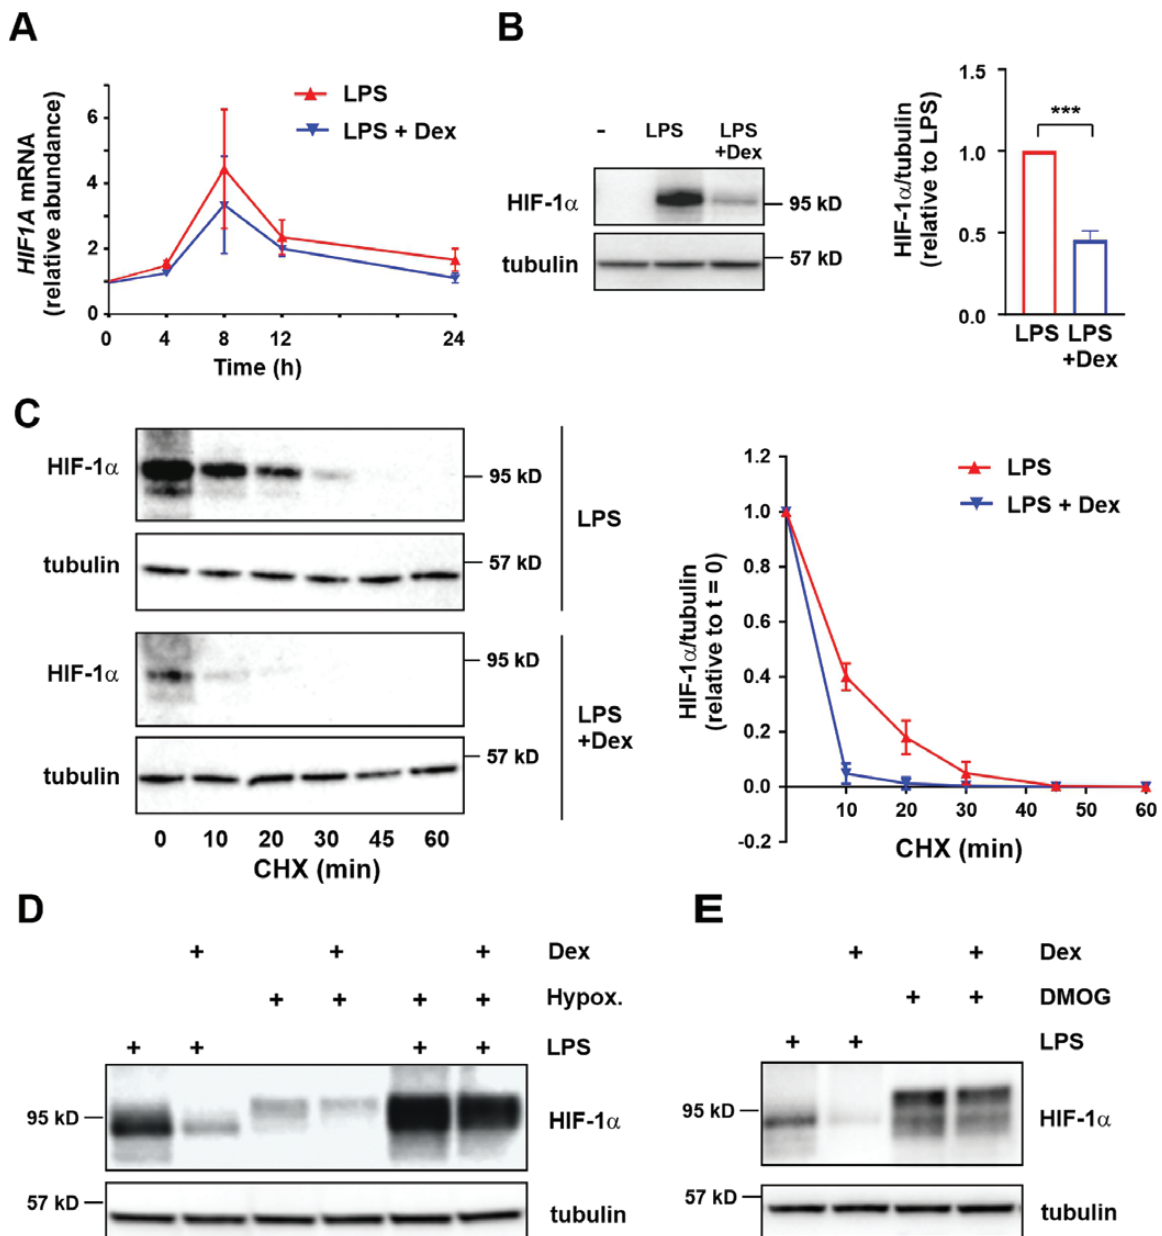 A
HIF1A mRNA
(relative abundance)
6
4
2
0
LPS
LPS + Dex
0 4 8 12 24
Time (h)
B
- LPS LPS
+Dex
HIF-1α
95 kD
tubulin
57 kD
HIF-1α/tubulin
(relative to LPS)
1.5
1.0
0.5
0.0
***
LPS LPS
+Dex
C
HIF-1α
95 kD
tubulin
57 kD
LPS
HIF-1α
95 kD
tubulin
57 kD
LPS
+Dex
0 10 20 30 45 60
CHX (min)
HIF-1α/tubulin
(relative to t = 0)
1.2
1.0
0.8
0.6
0.4
0.2
0.0
-0.2
LPS
LPS + Dex
10 20 30 40 50 60
CHX (min)
D
+ + + Dex
+ + + + Hypox.
+ + + + LPS
95 kD
HIF-1α
57 kD
tubulin
E
+ + Dex
+ + DMOG
+ + LPS
95 kD
HIF-1α
57 kD
tubulin